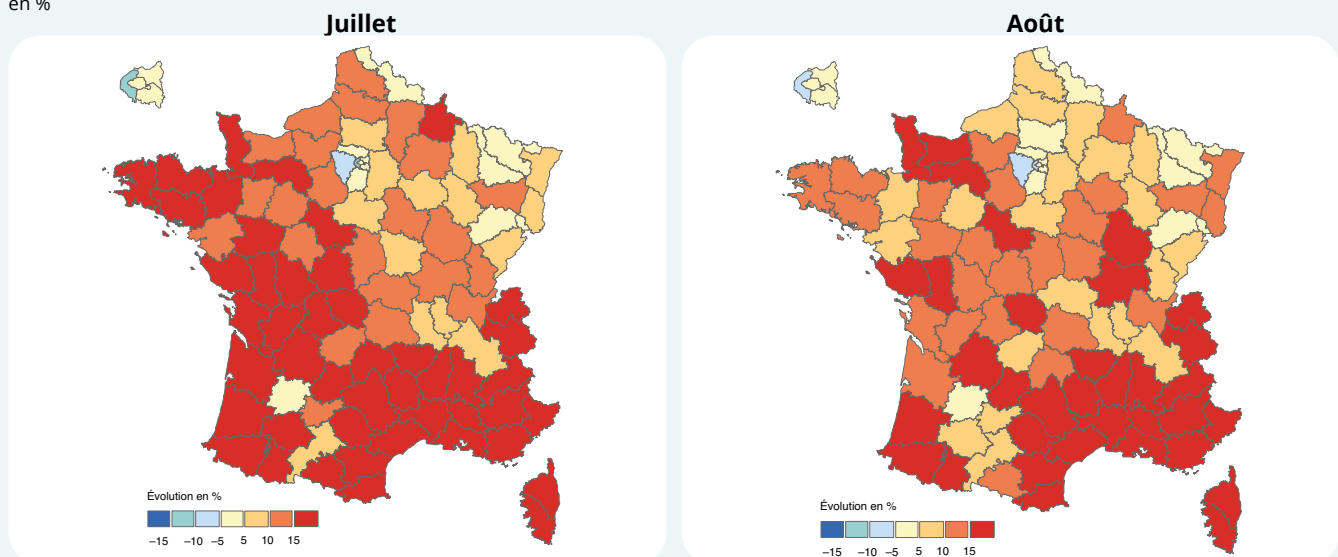 en %
Juillet
Août
Évolution en %
–15 –10 –5 5 10 15
Évolution en %
–15 –10 –5 5 10 15